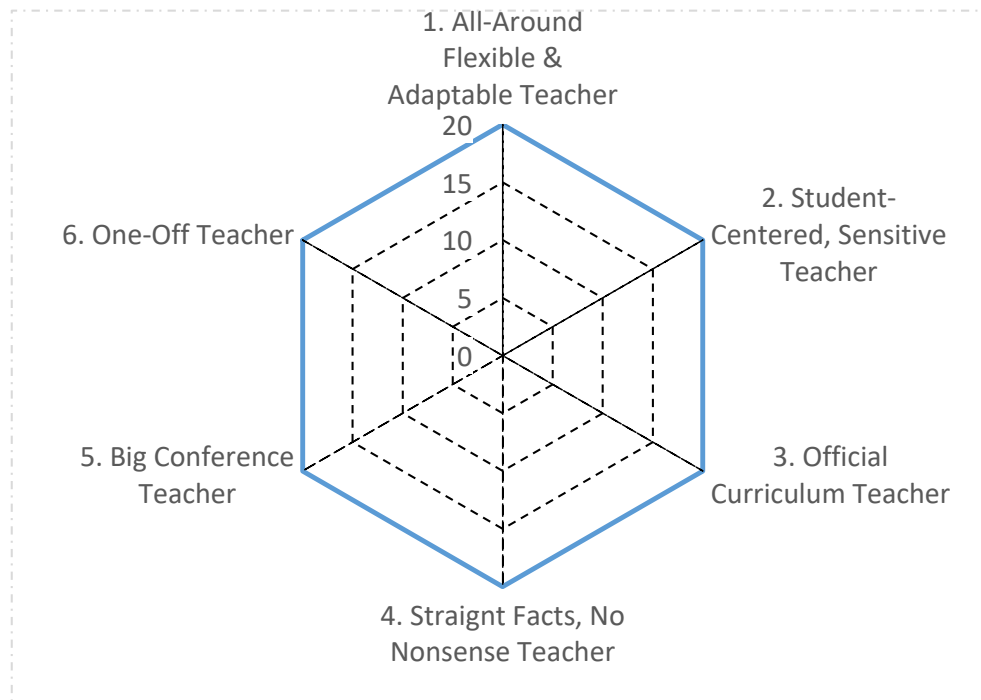 1. All-Around
Flexible &
Adaptable Teacher
20
15
10
5
0
2. Student-
Centered, Sensitive
Teacher
3. Official
Curriculum Teacher
4. Straignt Facts, No
Nonsense Teacher
5. Big Conference
Teacher
6. One-Off Teacher